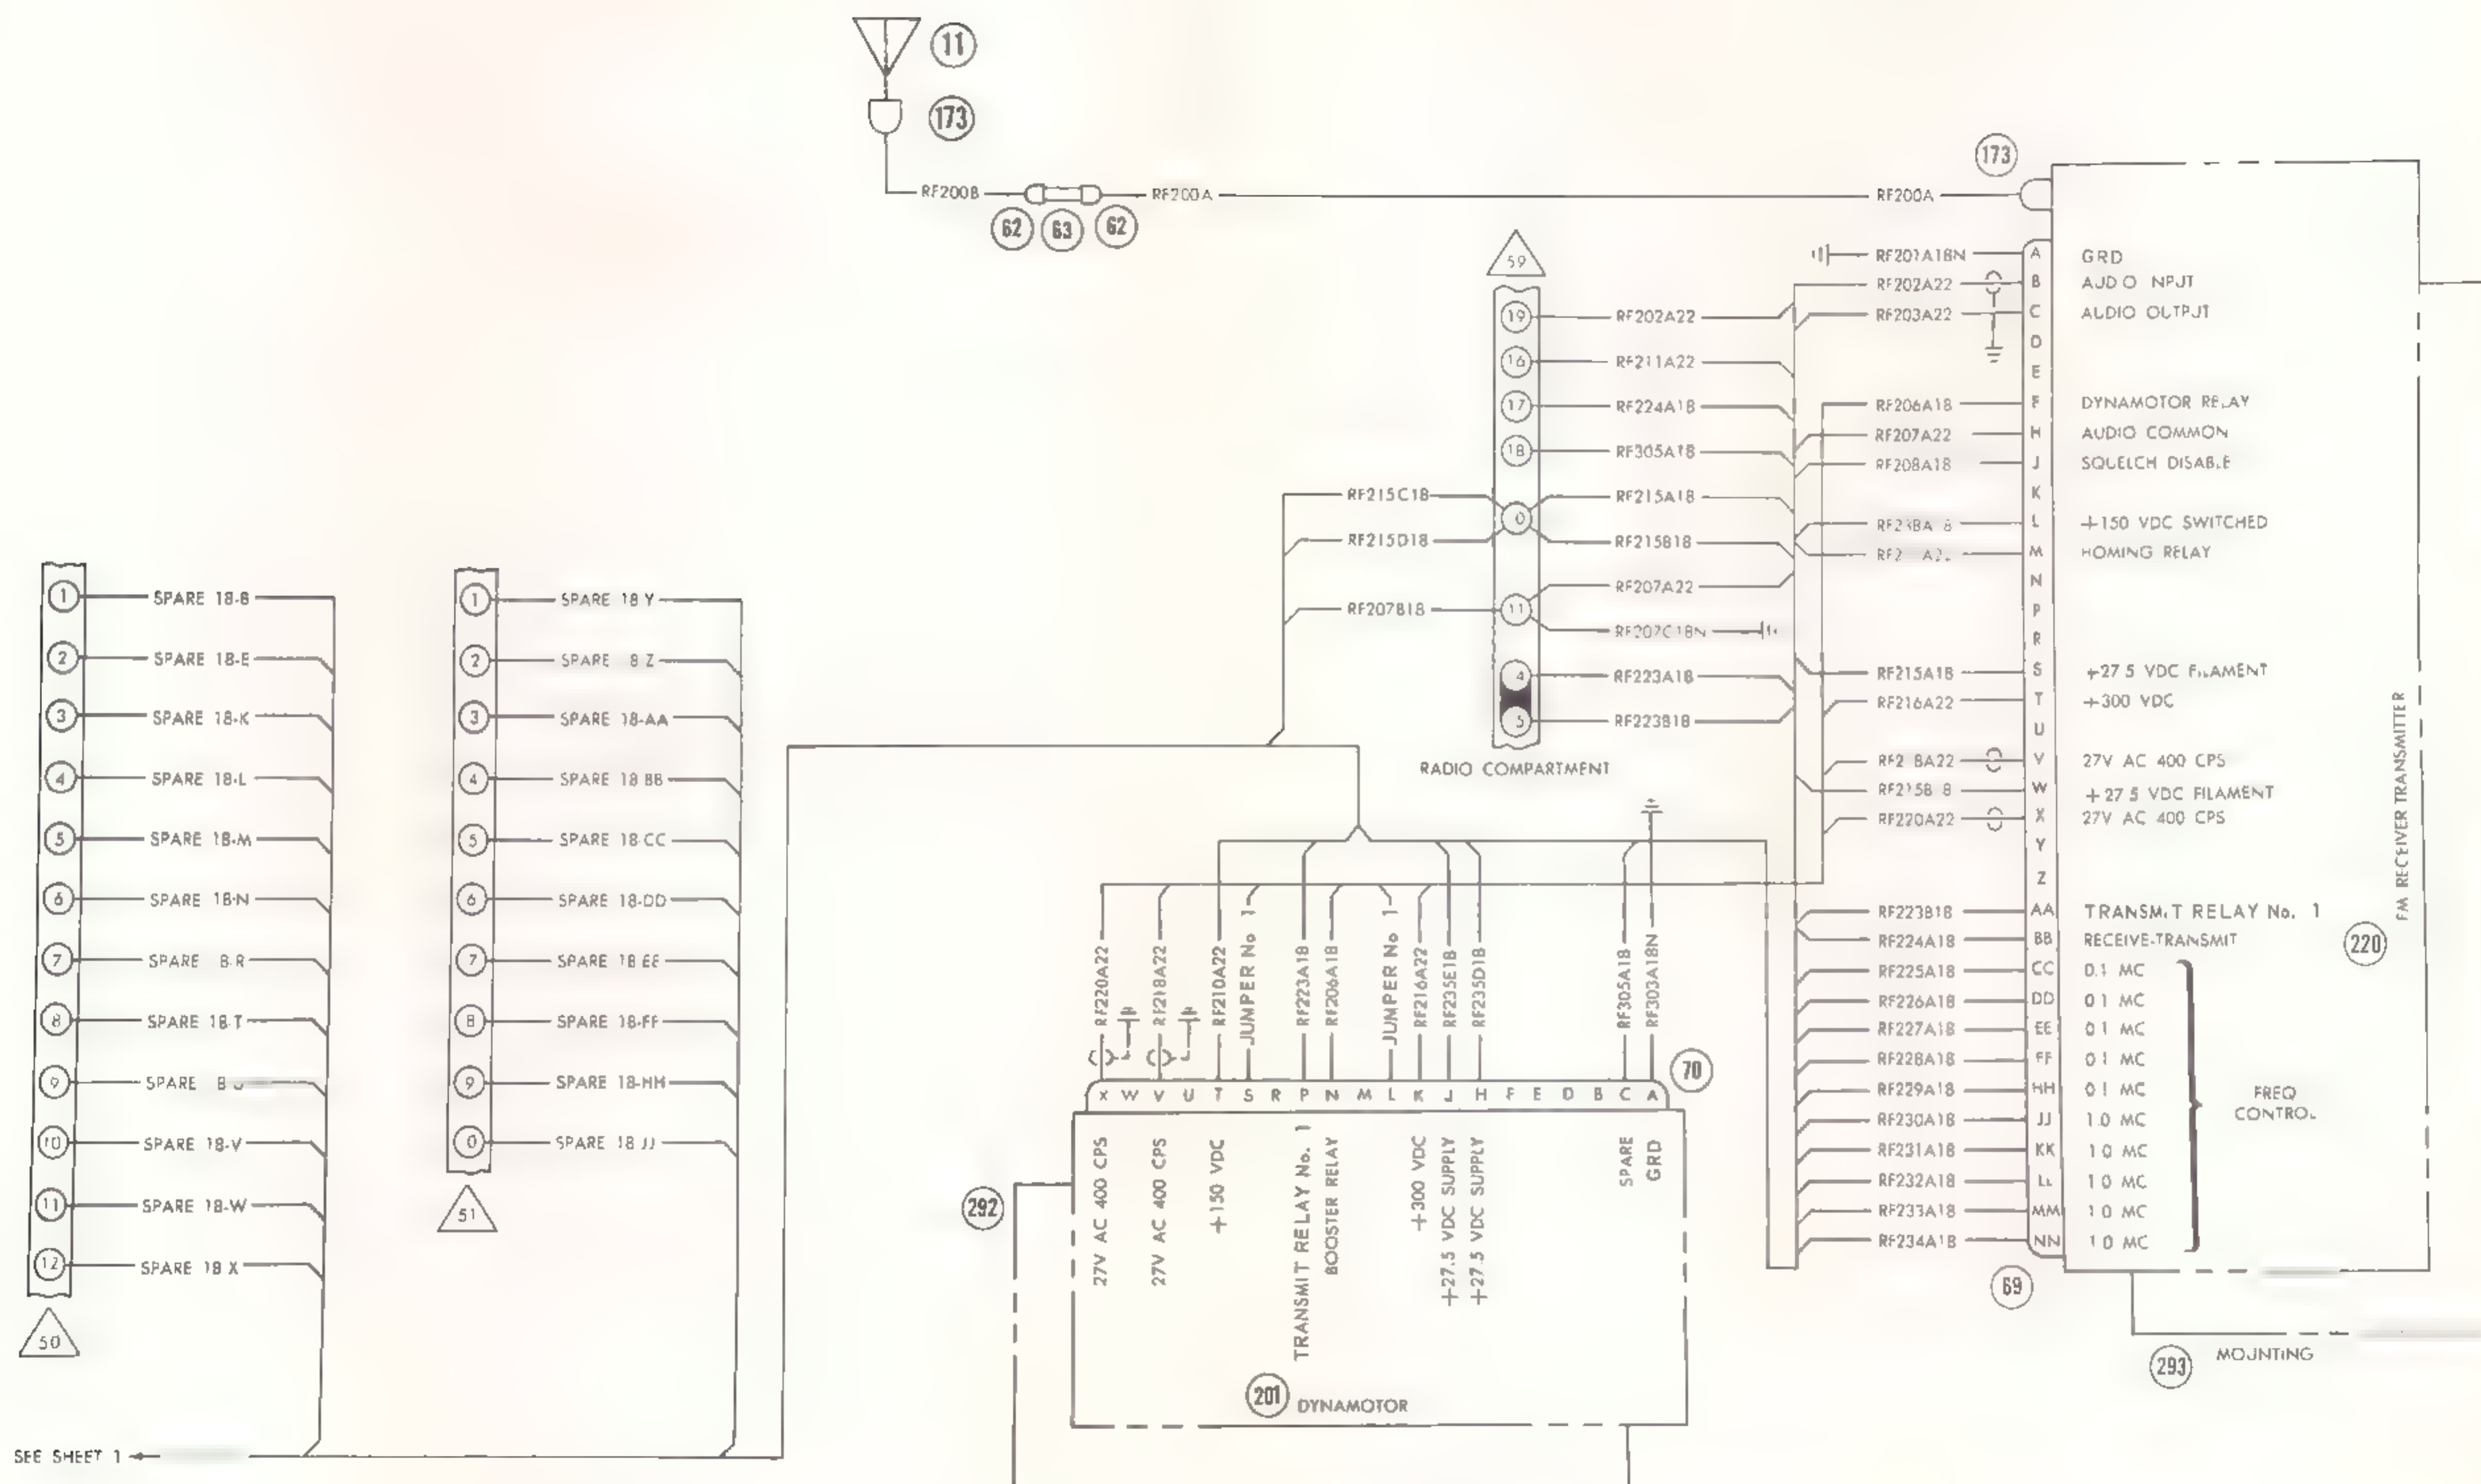 11
173
RF200B
62
63
62
RF200A
RF200A
173
59
19 RF202A22
16 RF211A22
17 RF224A18
18 RF305A18
RF215C18 0 RF215A18
RF215D18 RF215B18
RF207B18 11 RF207A22
RF207C18N
4 RF223A18
5 RF223B18
RADIO COMPARTMENT
RF201A18N A GRD
RF202A22 B
RF203A22 C AUDIO OUTPUT
D
E
RF206A18 F DYNAMOTOR RELAY
RF207A22 H AUDIO COMMON
RF208A18 J SQUELCH DISABLE
K
L +150 VDC SWITCHED
M HOMING RELAY
N
P
R
RF215A18 S +27 5 VDC FILAMENT
RF216A22 T +300 VDC
U
V 27V AC 400 CPS
W +27 5 VDC FILAMENT
RF220A22 X 27V AC 400 CPS
Y
Z
RF223B18 AA TRANSMIT RELAY No. 1
RF224A18 BB RECEIVE-TRANSMIT
RF225A18 CC 0.1 MC
RF226A18 DD 0 1 MC
RF227A18 EE 0 1 MC
RF228A18 FF 0 1 MC
RF229A18 HH 0 1 MC
RF230A18 JJ 1.0 MC
RF231A18 KK 1 0 MC
RF232A18 LL 1 0 MC
RF233A18 MM 1 0 MC
RF234A18 NN 1 0 MC
FREQ
CONTROL
FM RECEIVER TRANSMITTER
220
69
293
MOUNTING
1 SPARE 18-B
2 SPARE 18-E
3 SPARE 18-K
4 SPARE 18-L
5 SPARE 18-M
6 SPARE 18-N
7 SPARE 8-R
8 SPARE 18-T
9 SPARE
10 SPARE 18-V
11 SPARE 18-W
12 SPARE 18 X
50
1 SPARE 18 Y
2 SPARE 8 Z
3 SPARE 18-AA
4 SPARE 18 BB
5 SPARE 18-CC
6 SPARE 18-DD
7 SPARE 18 EE
8 SPARE 18-FF
9 SPARE 18-HH
0 SPARE 18 JJ
51
SEE SHEET 1
RF220A22
RF218A22
RF210A22
JUMPER No 1
RF223A18
RF206A18
JUMPER No 1
RF216A22
RF235E18
RF235D18
RF305A18
RF303A18N
70
X W V U T S R P N M L K J H F E D B C A
27V AC 400 CPS
27V AC 400 CPS
+150 VDC
TRANSMIT RELAY No. 1
BOOSTER RELAY
+300 VDC
+27.5 VDC SUPPLY
+27.5 VDC SUPPLY
SPARE
GRD
292
201 DYNAMOTOR